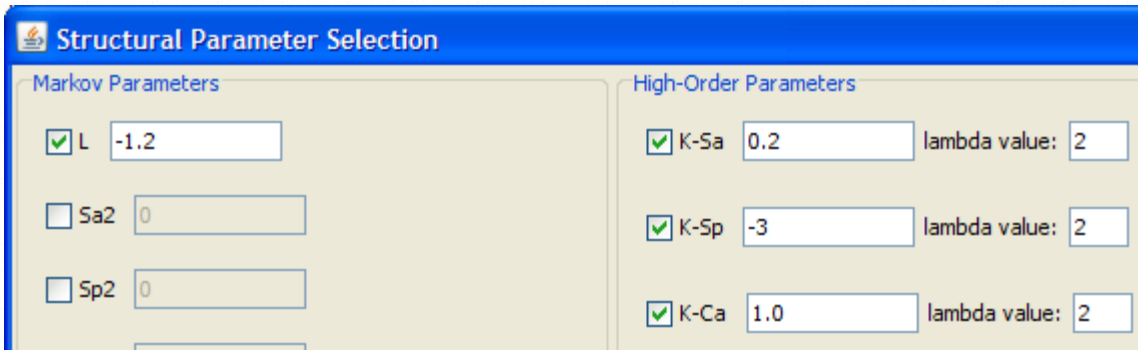 Structural Parameter Selection
Markov Parameters
L -1.2
Sa2 0
Sp2 0
High-Order Parameters
K-Sa 0.2 lambda value: 2
K-Sp -3 lambda value: 2
K-Ca 1.0 lambda value: 2